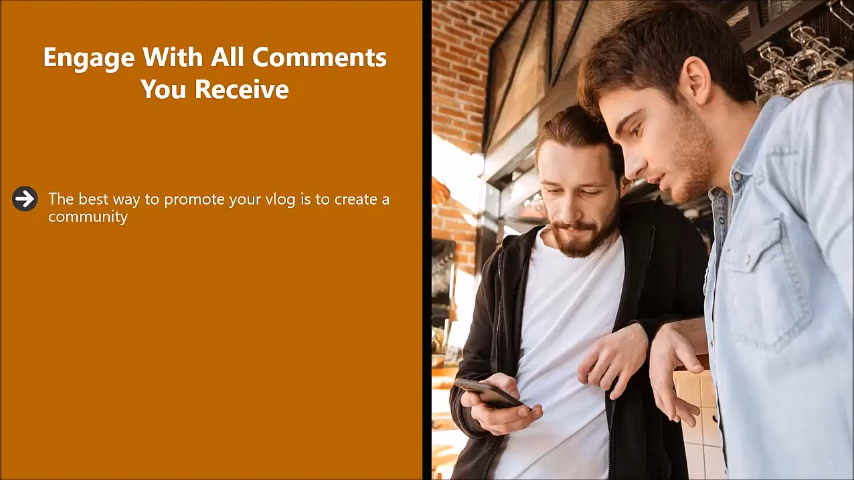 Engage With All Comments
You Receive
The best way to promote your vlog is to create a
community